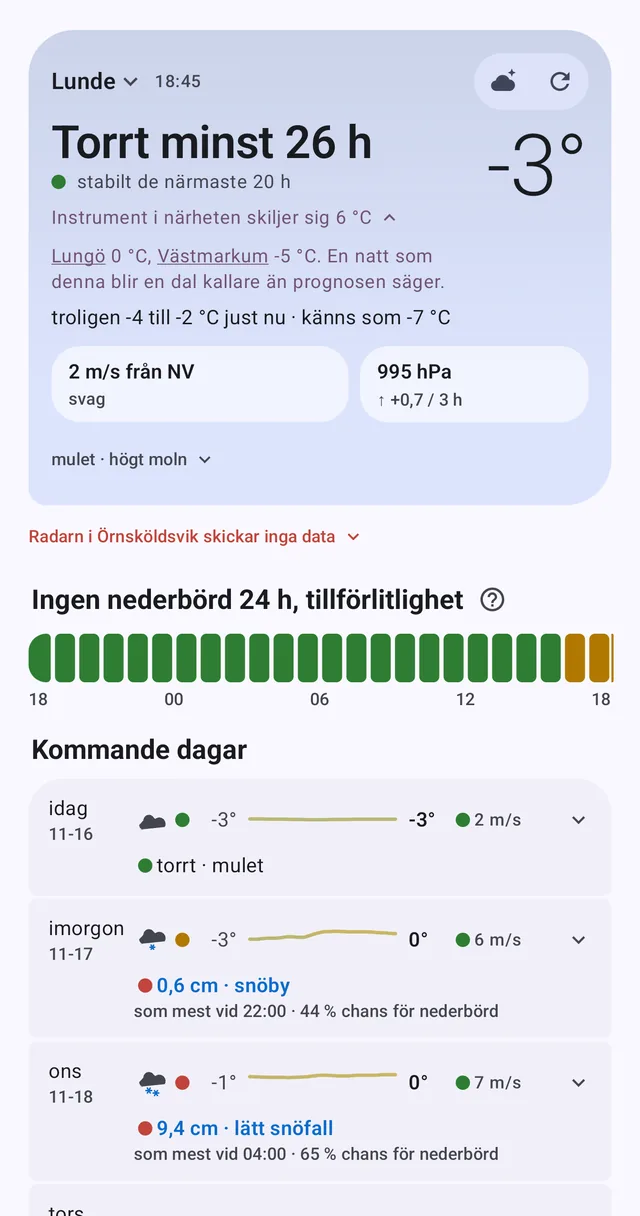 Lunde 18:45
Torrt minst 26 h
-3°
stabilt de närmaste 20 h
Instrument i närheten skiljer sig 6 °C
Lungö 0 °C, Västmarkum -5 °C. En natt som
denna blir en dal kallare än prognosen säger.
troligen -4 till -2 °C just nu · känns som -7 °C
2 m/s från NV
svag
995 hPa
↑ +0,7 / 3 h
mulet · högt moln
Radarn i Örnsköldsvik skickar inga data
Ingen nederbörd 24 h, tillförlitlighet
18 00 06 12 18
Kommande dagar
idag
11-16
-3° -3° 2 m/s
torrt · mulet
imorgon
11-17
-3° 0° 6 m/s
0,6 cm · snöby
som mest vid 22:00 · 44 % chans för nederbörd
ons
11-18
-1° 0° 7 m/s
9,4 cm · lätt snöfall
som mest vid 04:00 · 65 % chans för nederbörd
tors